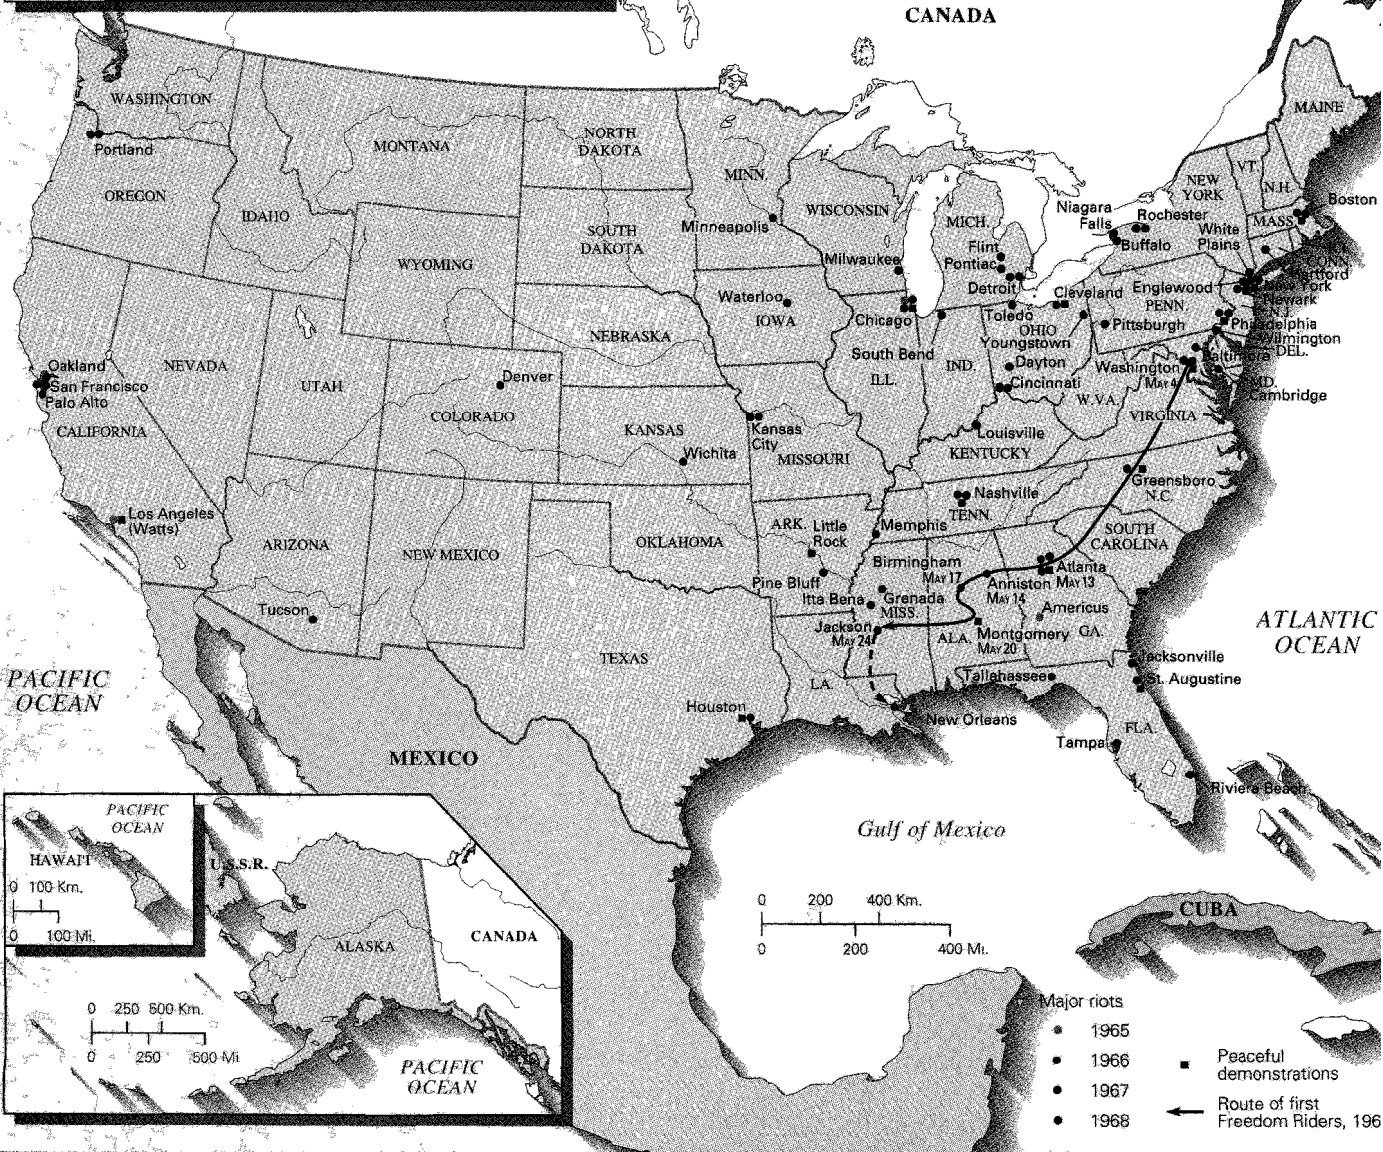 CANADA
WASHINGTON
Portland
OREGON
IDAHO
MONTANA
NORTH
DAKOTA
MINN.
Minneapolis
SOUTH
DAKOTA
WYOMING
WISCONSIN
Milwaukee
MICH.
Flint
Pontiac
Detroit
Niagara
Falls
Rochester
Buffalo
NEW
YORK
VT.
N.H.
MAINE
MASS
Boston
White
Plains
CONN.
Hartford
New York
Newark
N.J.
Englewood
PENN.
Philadelphia
Wilmington
DEL.
Baltimore
Washington
MAY 4
MD.
Cambridge
Cleveland
Toledo
OHIO
Youngstown
Pittsburgh
Dayton
Cincinnati
W.VA.
VIRGINIA
Waterloo
IOWA
Chicago
South Bend
ILL.
IND.
NEBRASKA
Oakland
San Francisco
Palo Alto
CALIFORNIA
NEVADA
UTAH
Denver
COLORADO
KANSAS
Wichita
Kansas
City
MISSOURI
Louisville
KENTUCKY
Nashville
TENN.
Memphis
Greensboro
N.C.
SOUTH
CAROLINA
Los Angeles
(Watts)
ARIZONA
Tucson
NEW MEXICO
OKLAHOMA
ARK.
Little
Rock
Pine Bluff
Itta Bena
Grenada
MISS
Birmingham
MAY 17
Anniston
MAY 14
Atlanta
MAY 13
Americus
GA.
Jackson
MAY 24
ALA.
Montgomery
MAY 20
TEXAS
Houston
LA.
New Orleans
Tallahassee
Jacksonville
St. Augustine
FLA.
Tampa
Riviera Beach
ATLANTIC
OCEAN
PACIFIC
OCEAN
MEXICO
Gulf of Mexico
CUBA
PACIFIC
OCEAN
HAWAI'I
0 100 Km.
0 100 Mi.
U.S.S.R.
ALASKA
CANADA
0 250 500 Km.
0 250 500 Mi
PACIFIC
OCEAN
0 200 400 Km.
0 200 400 Mi.
Major riots
1965
1966
1967
1968
Peaceful
demonstrations
Route of first
Freedom Riders, 196